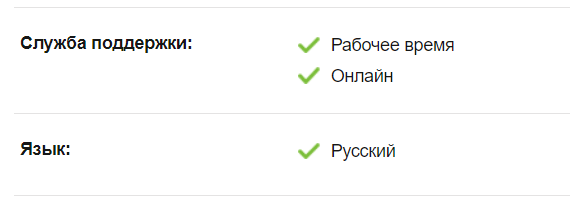 Служба поддержки:
Рабочее время
Онлайн
Язык:
Русский